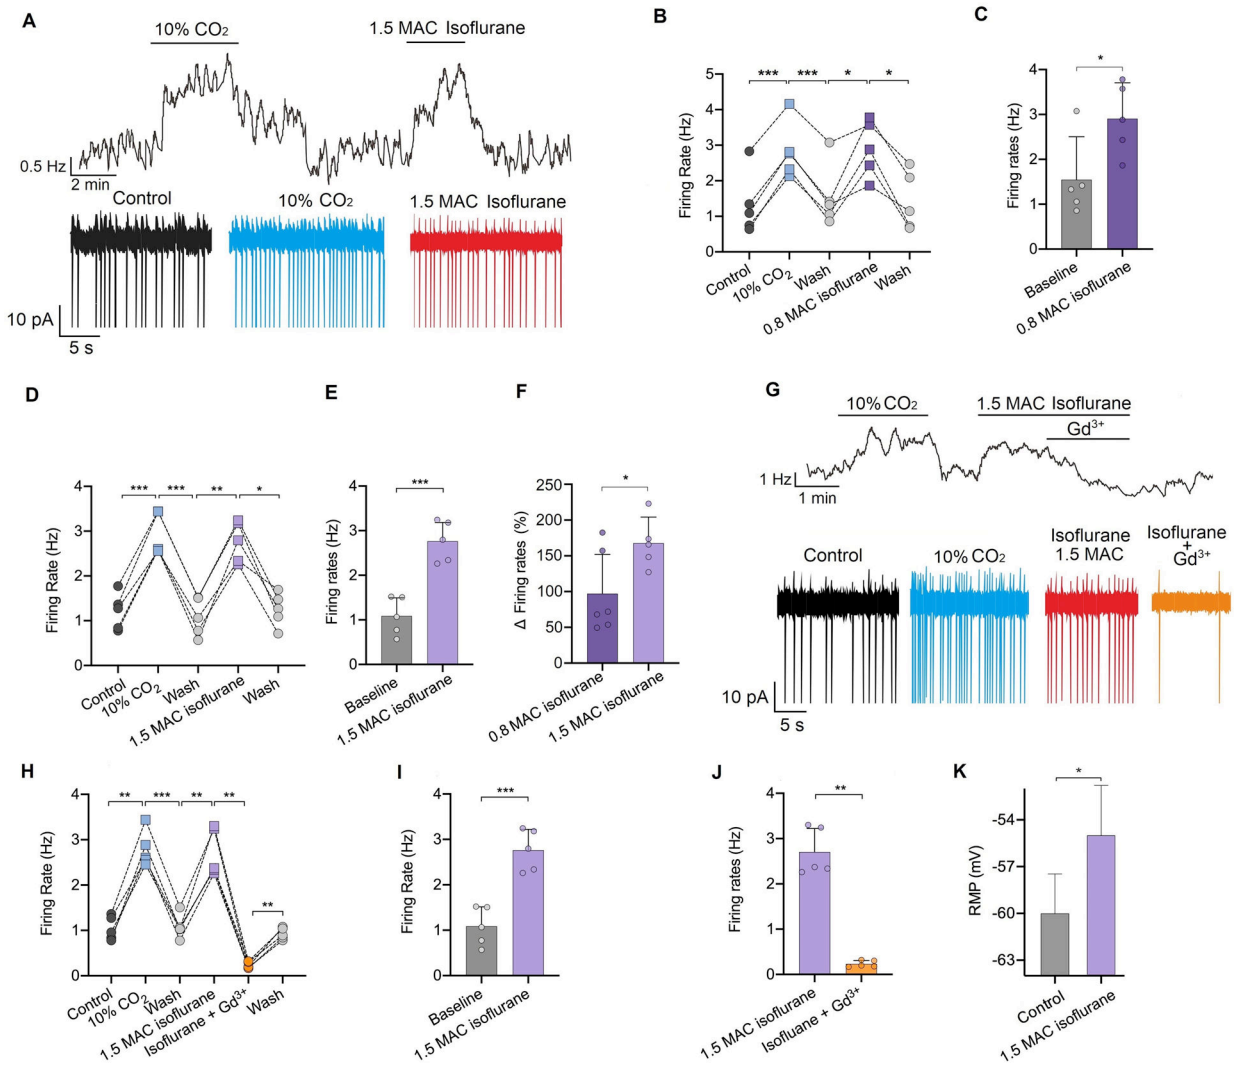 A
10% CO2
1.5 MAC Isoflurane
0.5 Hz
2 min
Control
10% CO2
1.5 MAC Isoflurane
10 pA
5 s
B
*** *** * *
Firing Rate (Hz)
5
4
3
2
1
0
Control
10% CO2
Wash
0.8 MAC isoflurane
Wash
C
*
Firing rates (Hz)
4
3
2
1
0
Baseline
0.8 MAC isoflurane
D
*** *** ** *
Firing Rate (Hz)
4
3
2
1
0
Control
10% CO2
Wash
1.5 MAC isoflurane
Wash
E
***
Firing rates (Hz)
4
3
2
1
0
Baseline
1.5 MAC isoflurane
F
*
Δ Firing rates (%)
250
200
150
100
50
0
0.8 MAC isoflurane
1.5 MAC isoflurane
G
10% CO2
1.5 MAC Isoflurane
Gd3+
1 Hz
1 min
Control
10% CO2
Isoflurane
1.5 MAC
Isoflurane
+
Gd3+
10 pA
5 s
H
** *** ** **
**
Firing Rate (Hz)
4
3
2
1
0
Control
10% CO2
Wash
1.5 MAC isoflurane
Isoflurane + Gd3+
Wash
I
***
Firing Rate (Hz)
4
3
2
1
0
Baseline
1.5 MAC isoflurane
J
**
Firing rates (Hz)
4
3
2
1
0
1.5 MAC isoflurane
Isofluane + Gd3+
K
*
RMP (mV)
-54
-57
-60
-63
Control
1.5 MAC isoflurane